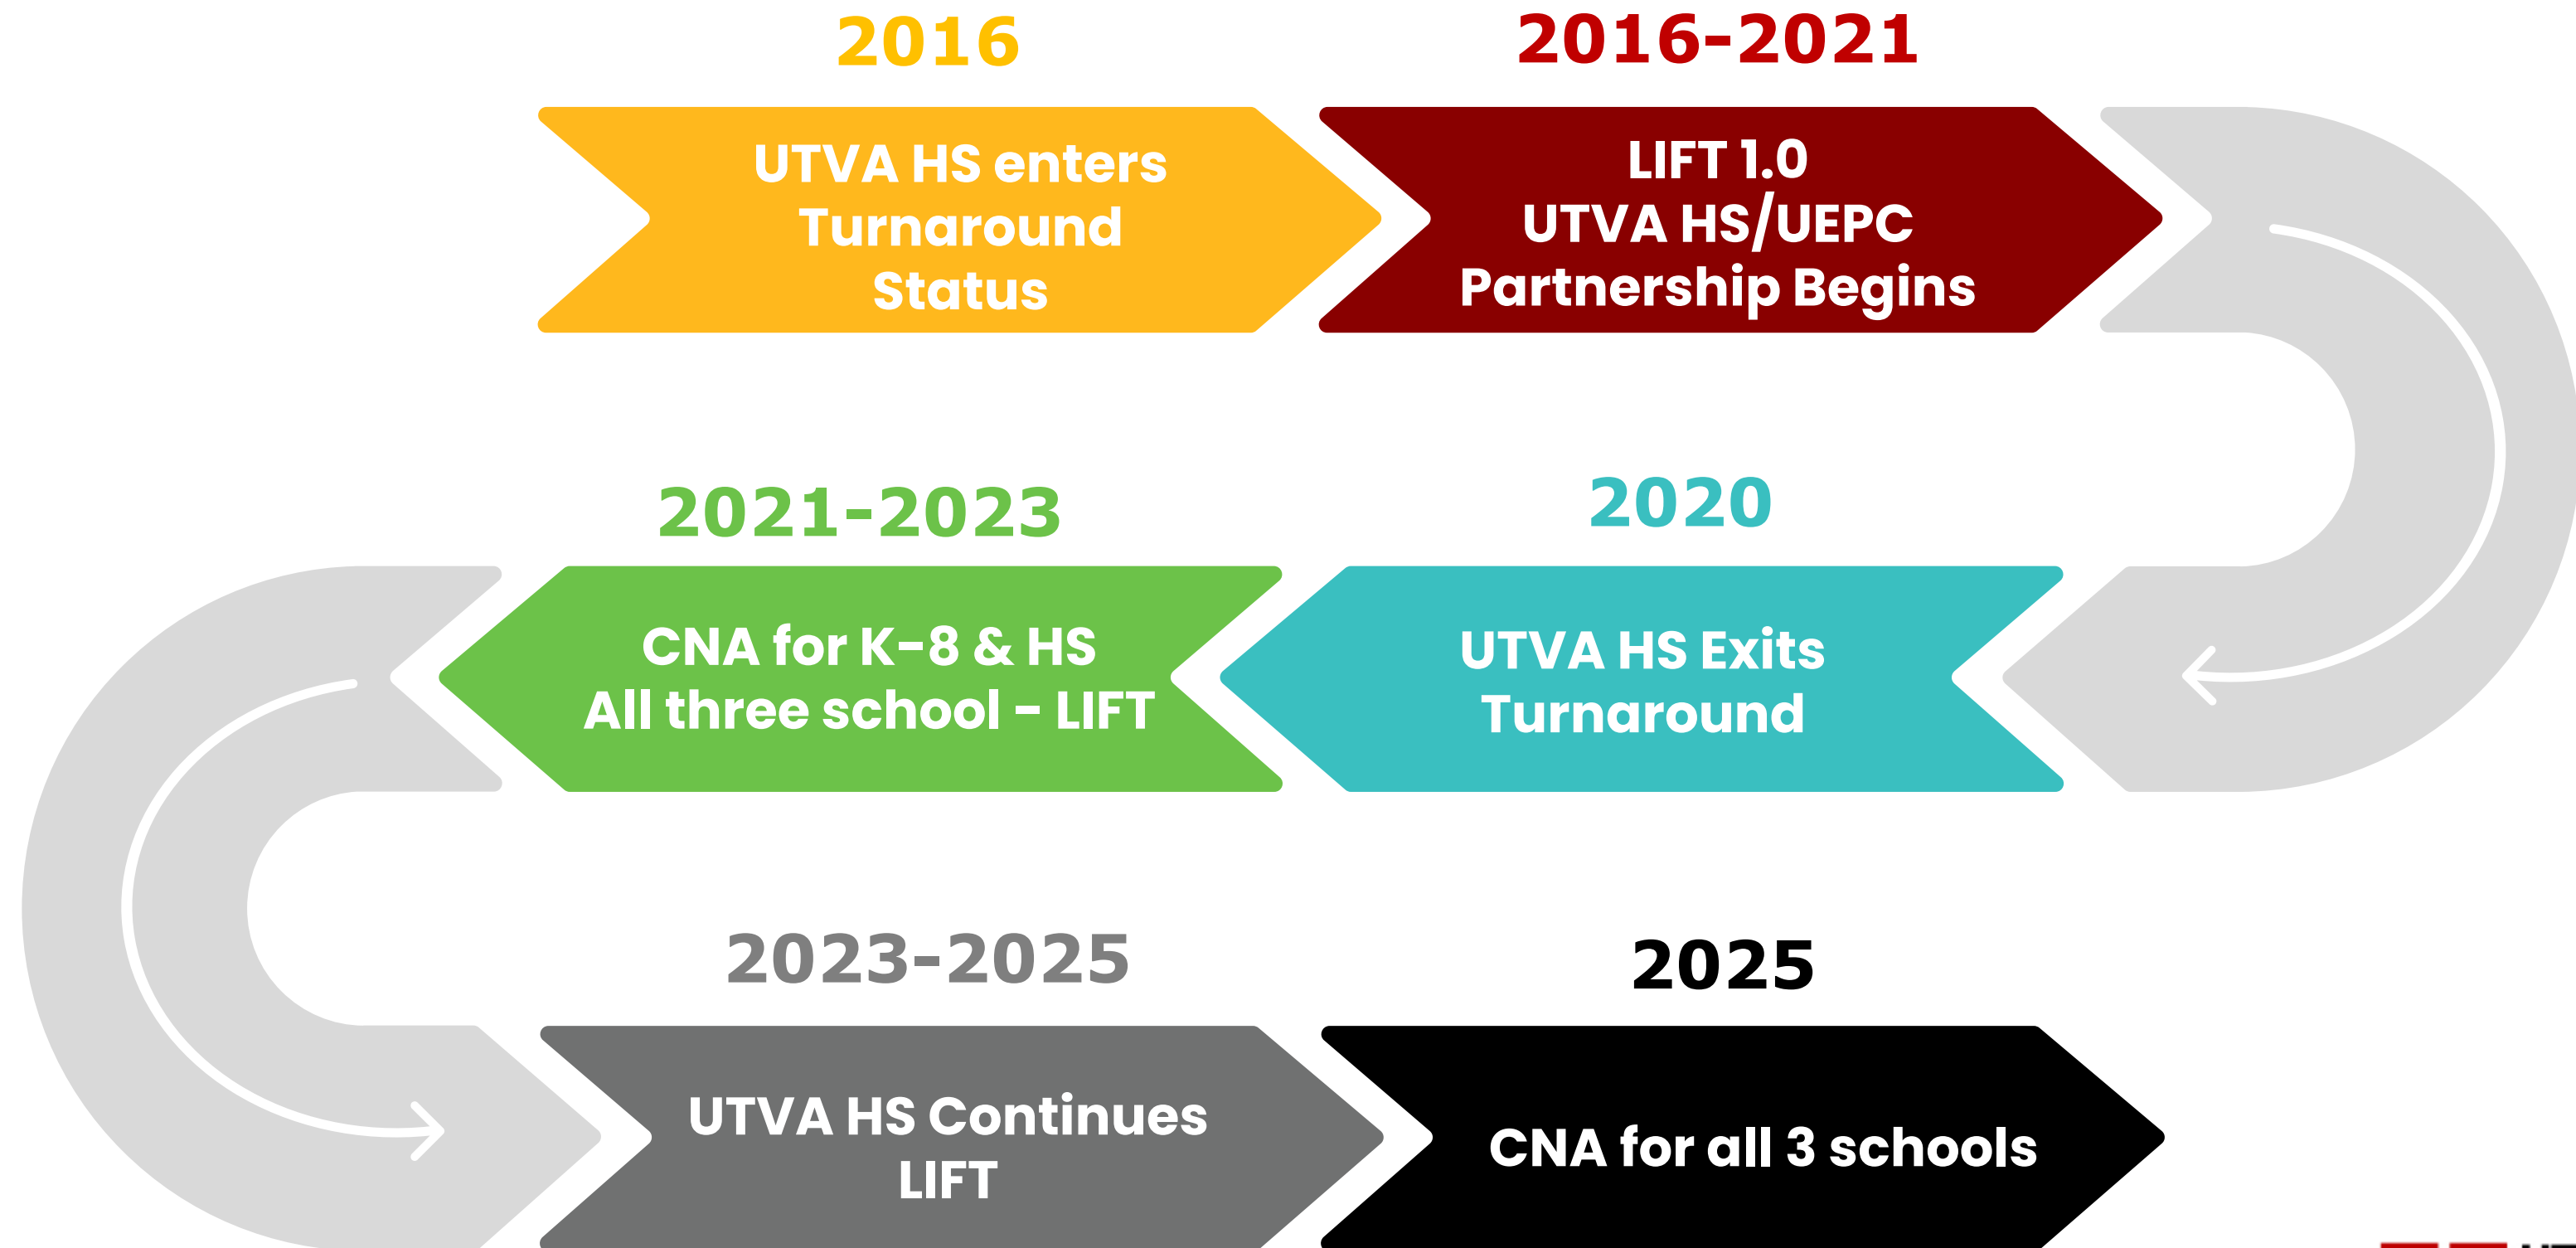 2016
UTVA HS enters
Turnaround
Status
2016-2021
LIFT 1.0
UTVA HS/UEPC
Partnership Begins
2020
UTVA HS Exits
Turnaround
2021-2023
CNA for K-8 & HS
All three school - LIFT
2023-2025
UTVA HS Continues
LIFT
2025
CNA for all 3 schools